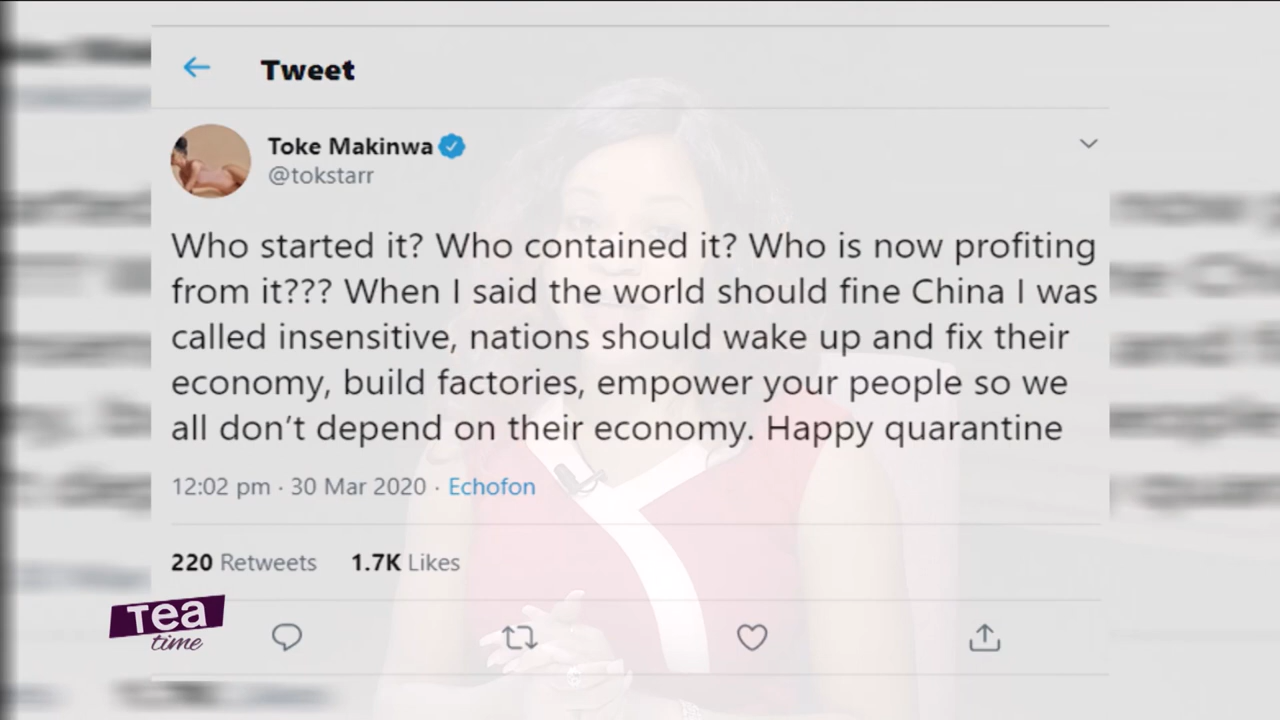 Tweet
Toke Makinwa
@tokstarr
Who started it? Who contained it? Who is now profiting
from it??? When I said the world should fine China I was
called insensitive, nations should wake up and fix their
economy, build factories, empower your people so we
all don’t depend on their economy. Happy quarantine
12:02 pm · 30 Mar 2020 · Echofon
220 Retweets 1.7K Likes
Tea
time